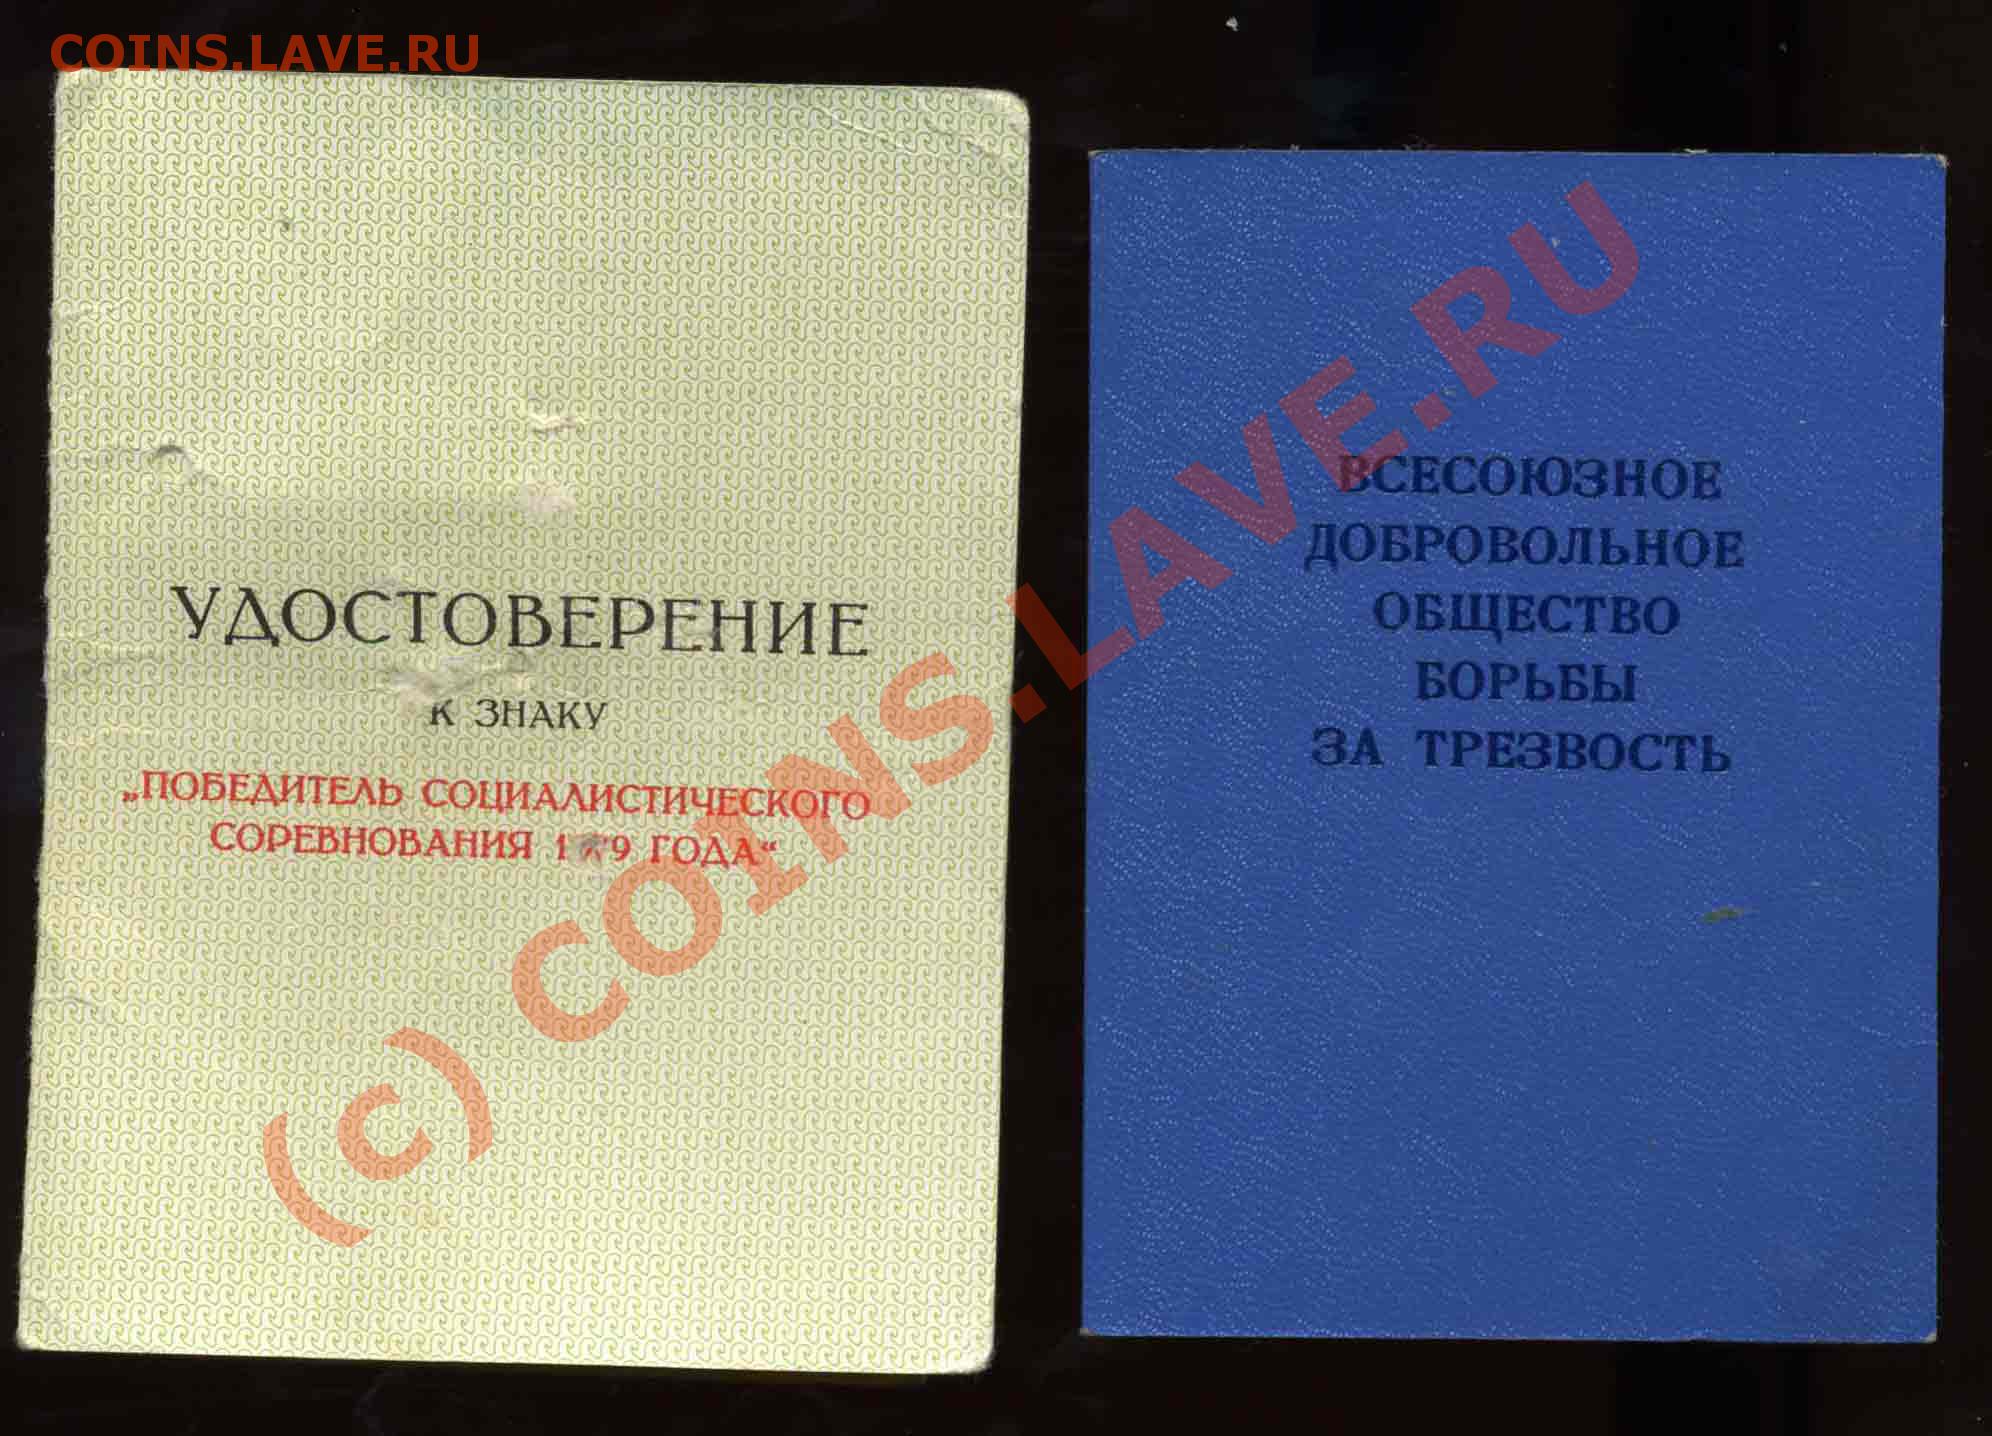 COINS.LAVE.RU
УДОСТОВЕРЕНИЕ
К ЗНАКУ
„ПОБЕДИТЕЛЬ СОЦИАЛИСТИЧЕСКОГО
СОРЕВНОВАНИЯ ГОДА“
ВСЕСОЮЗНОЕ
ДОБРОВОЛЬНОЕ
ОБЩЕСТВО
БОРЬБЫ
ЗА ТРЕЗВОСТЬ
(c) COINS.LAVE.RU